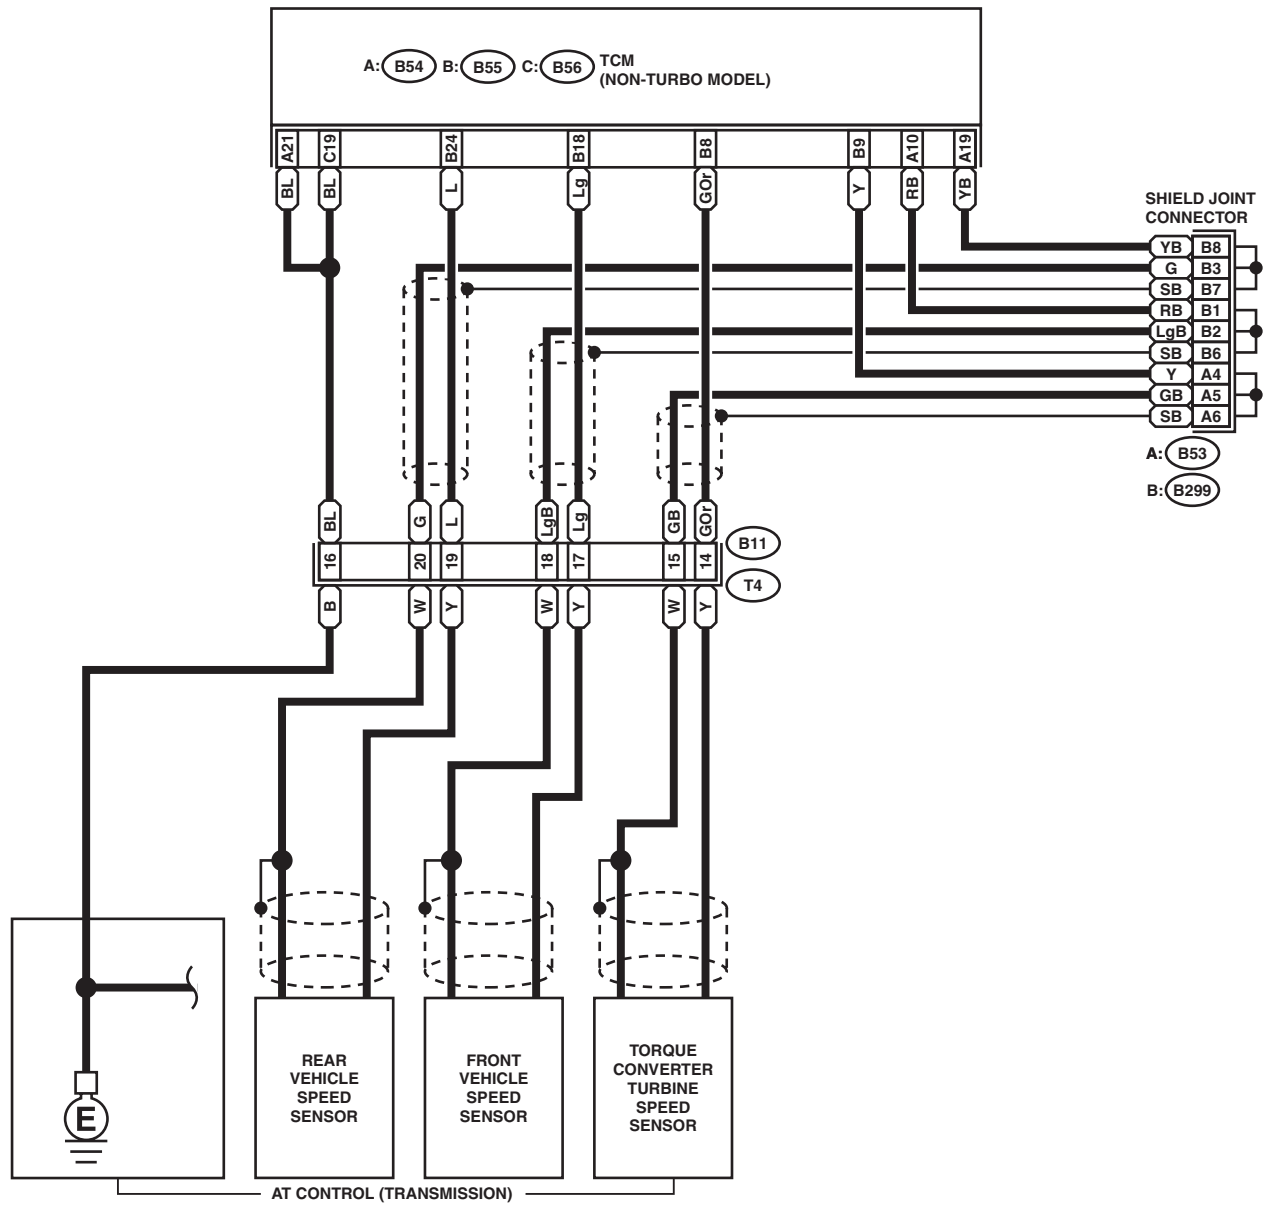 A: B54 B: B55 C: B56 TCM
(NON-TURBO MODEL)
A21 C19 B24 B18 B8 B9 A10 A19
BL BL L Lg GOr Y RB YB
SHIELD JOINT
CONNECTOR
YB B8
G B3
SB B7
RB B1
LgB B2
SB B6
Y A4
GB A5
SB A6
A: B53
B: B299
BL G L LgB Lg GB GOr
B11
16 20 19 18 17 15 14
T4
B W Y W Y W Y
REAR
VEHICLE
SPEED
SENSOR
FRONT
VEHICLE
SPEED
SENSOR
TORQUE
CONVERTER
TURBINE
SPEED
SENSOR
E
AT CONTROL (TRANSMISSION)